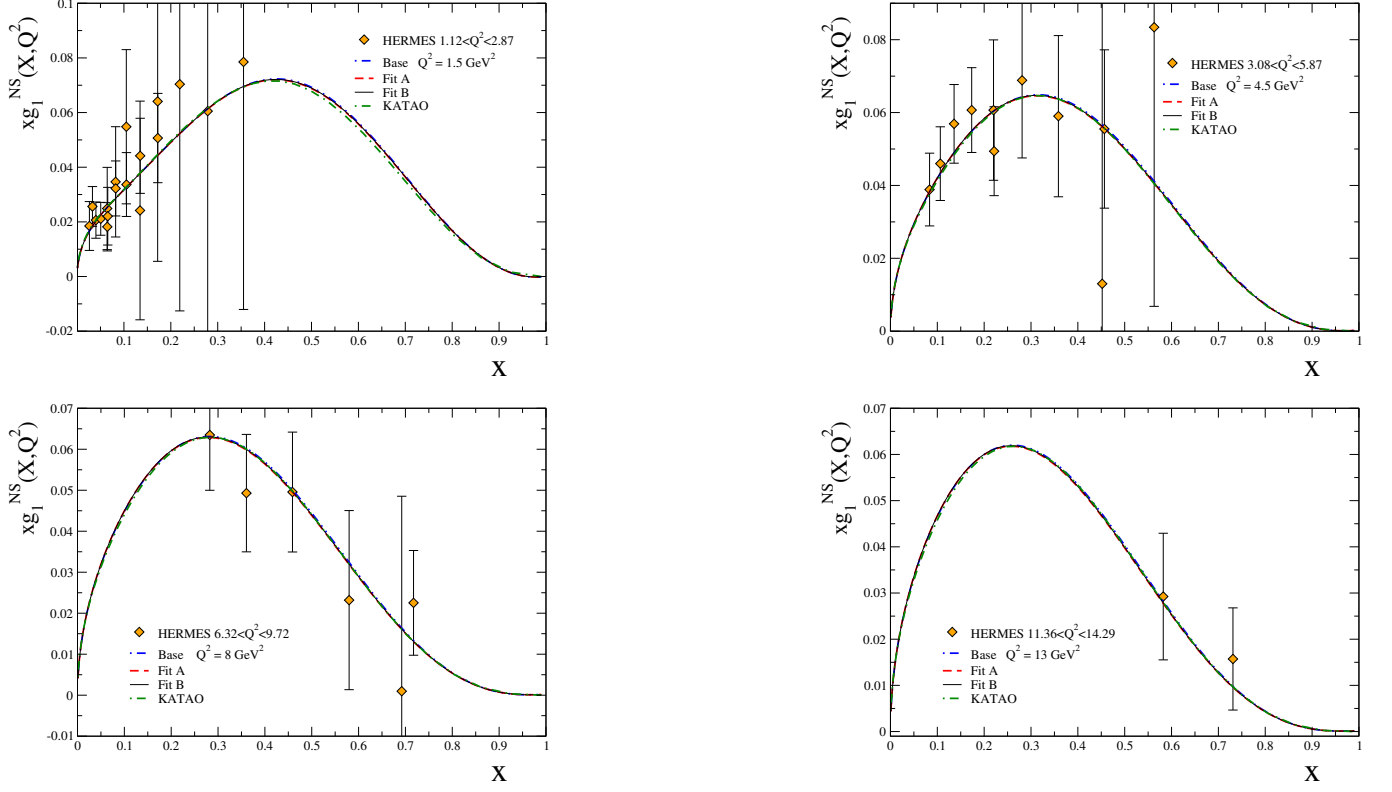 0.1
0.08
0.06
0.04
0.02
0
-0.02
xg₁^NS(X,Q²)
HERMES 1.12<Q²<2.87
Base Q² = 1.5 GeV²
Fit A
Fit B
KATAO
0 0.1 0.2 0.3 0.4 0.5 0.6 0.7 0.8 0.9 1
X
0.08
0.06
0.04
0.02
0
xg₁^NS(X,Q²)
HERMES 3.08<Q²<5.87
Base Q² = 4.5 GeV²
Fit A
Fit B
KATAO
0 0.1 0.2 0.3 0.4 0.5 0.6 0.7 0.8 0.9 1
X
0.07
0.06
0.05
0.04
0.03
0.02
0.01
0
-0.01
xg₁^NS(X,Q²)
HERMES 6.32<Q²<9.72
Base Q² = 8 GeV²
Fit A
Fit B
KATAO
0 0.1 0.2 0.3 0.4 0.5 0.6 0.7 0.8 0.9 1
X
0.07
0.06
0.05
0.04
0.03
0.02
0.01
0
xg₁^NS(X,Q²)
HERMES 11.36<Q²<14.29
Base Q² = 13 GeV²
Fit A
Fit B
KATAO
0 0.1 0.2 0.3 0.4 0.5 0.6 0.7 0.8 0.9 1
X